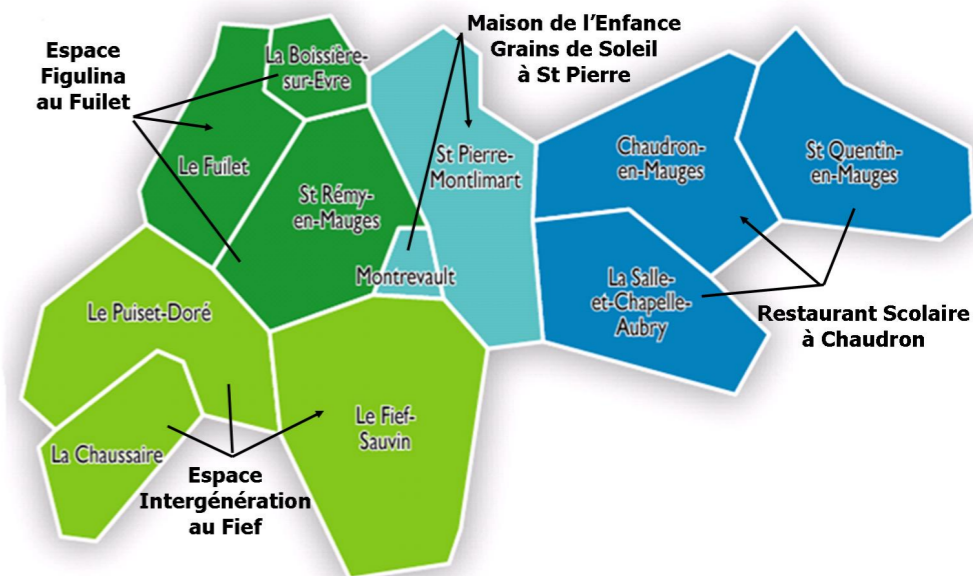 Espace
Figulina
au Fuilet
La Boissière-
sur-Evre
Maison de l'Enfance
Grains de Soleil
à St Pierre
Le Fuilet
St Rémy-
en-Mauges
St Pierre-
Montlimart
Chaudron-
en-Mauges
St Quentin-
en-Mauges
Montrevault
La Salle-
et-Chapelle-
Aubry
Restaurant Scolaire
à Chaudron
Le Puiset-Doré
La Chaussaire
Le Fief-
Sauvin
Espace
Intergénération
au Fief